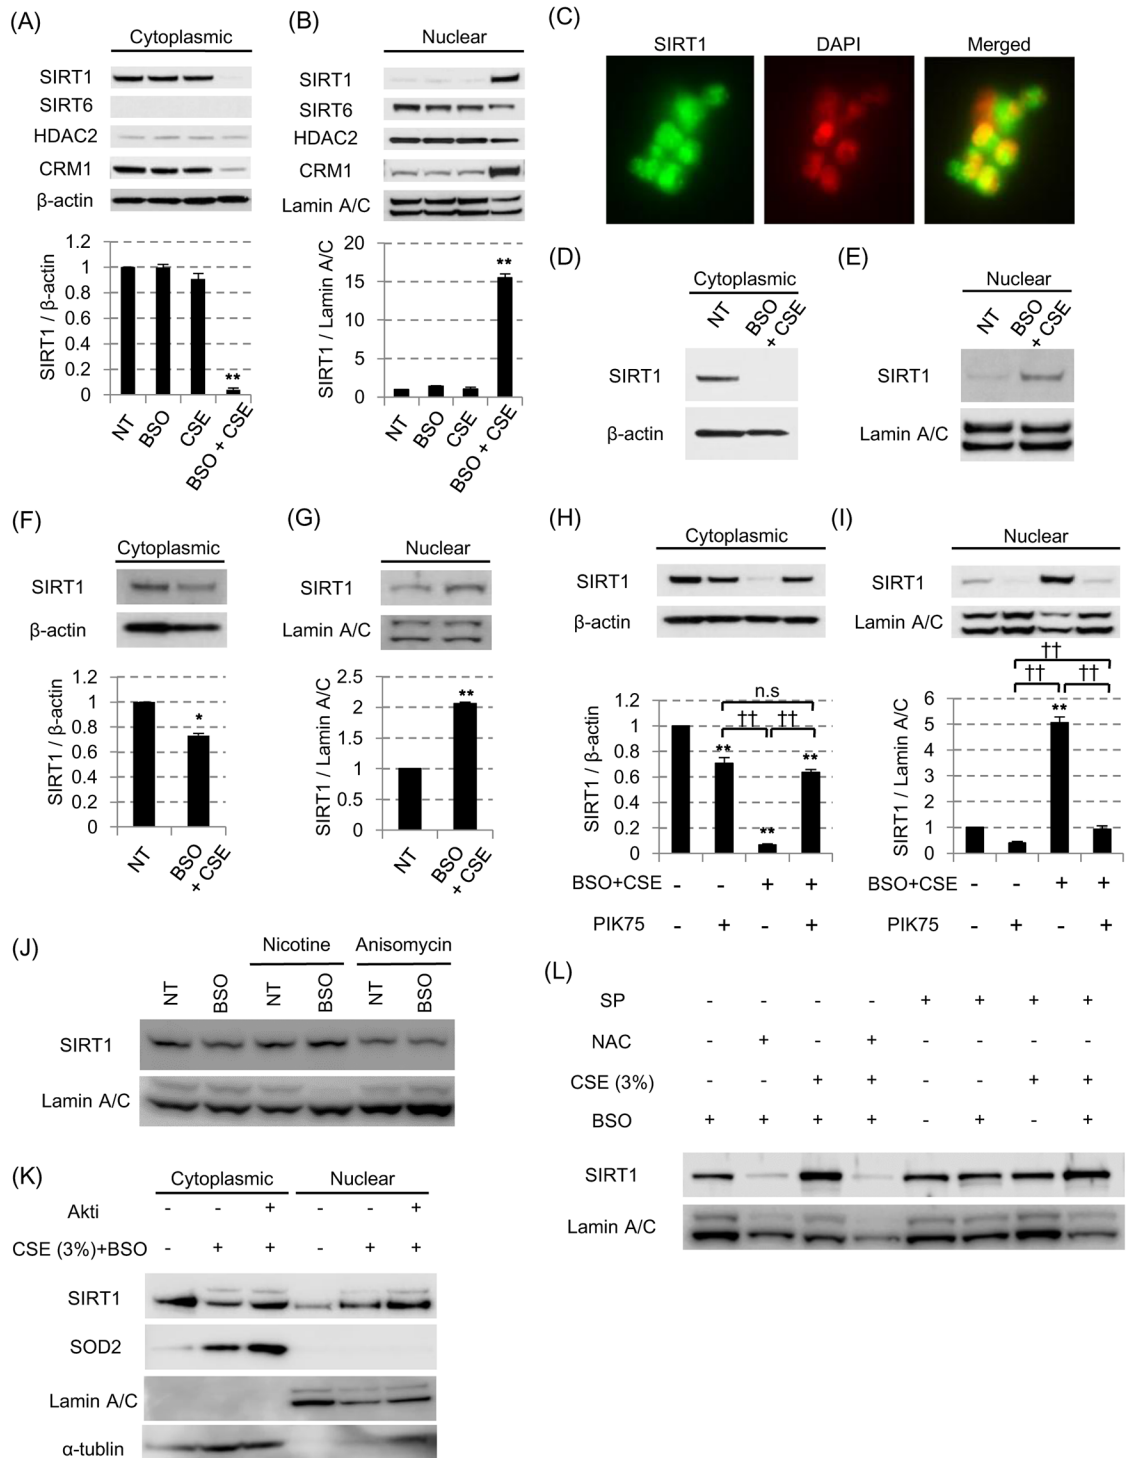 (A)
Cytoplasmic
SIRT1
SIRT6
HDAC2
CRM1
β-actin
1.2
1
0.8
0.6
0.4
0.2
0
SIRT1 / β-actin
**
NT
BSO
CSE
BSO + CSE
(B)
Nuclear
SIRT1
SIRT6
HDAC2
CRM1
Lamin A/C
20
15
10
5
0
SIRT1 / Lamin A/C
**
NT
BSO
CSE
BSO + CSE
(C)
SIRT1 DAPI Merged
(D)
Cytoplasmic
NT
BSO
+ CSE
SIRT1
β-actin
(E)
Nuclear
NT
BSO
+ CSE
SIRT1
Lamin A/C
(F)
Cytoplasmic
SIRT1
β-actin
1.2
1
0.8
0.6
0.4
0.2
0
SIRT1 / β-actin
*
NT
BSO
+ CSE
(G)
Nuclear
SIRT1
Lamin A/C
2.5
2
1.5
1
0.5
0
SIRT1 / Lamin A/C
**
NT
BSO
+ CSE
(H)
Cytoplasmic
SIRT1
β-actin
n.s
†† ††
1.2
1
0.8
0.6
0.4
0.2
0
SIRT1 / β-actin
** ** **
BSO+CSE - - + +
PIK75 - + - +
(I)
Nuclear
SIRT1
Lamin A/C
††
†† ††
6
5
4
3
2
1
0
SIRT1 / Lamin A/C
**
BSO+CSE - - + +
PIK75 - + - +
(J)
Nicotine Anisomycin
NT BSO NT BSO NT BSO
SIRT1
Lamin A/C
(K)
Cytoplasmic Nuclear
Akti - - + - - +
CSE (3%)+BSO - + + - + +
SIRT1
SOD2
Lamin A/C
α-tublin
(L)
SP - - - - + + + +
NAC - + - + - - - -
CSE (3%) - - + + - - + +
BSO + + + + - + - +
SIRT1
Lamin A/C